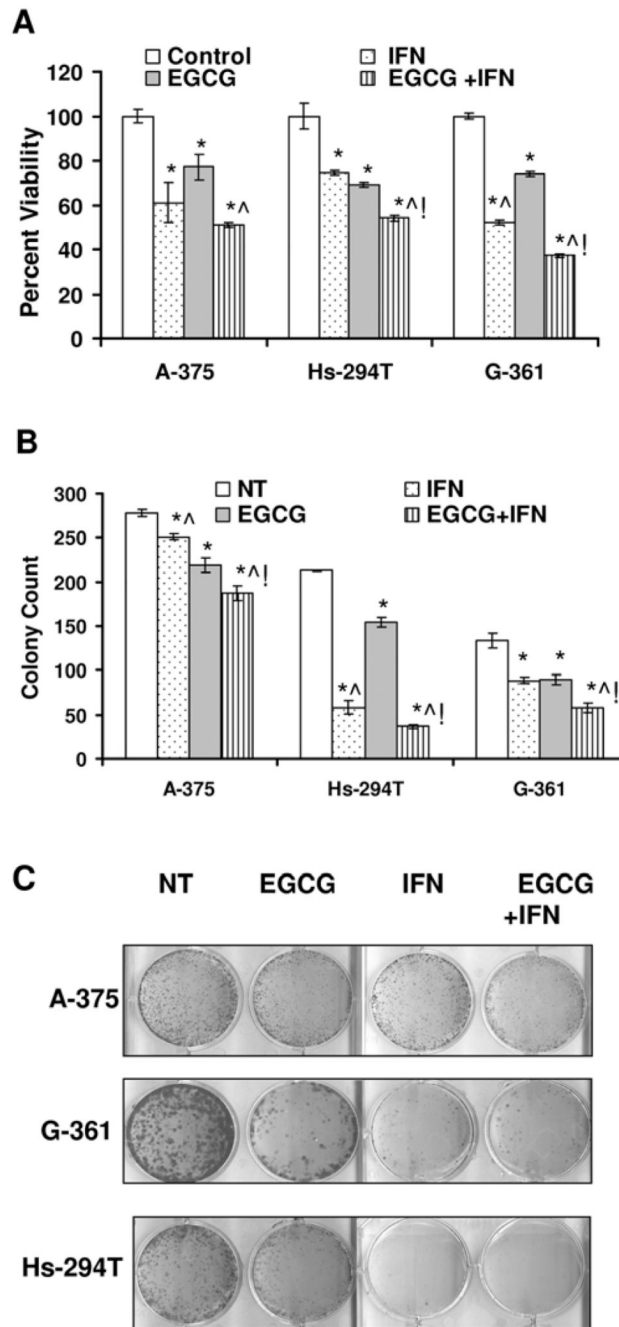 A
Control IFN
EGCG EGCG +IFN
120
100
80
60
40
20
0
Percent Viability
* * *^
* * *^!
*^ * *^!
A-375 Hs-294T G-361
B
NT IFN
EGCG EGCG+IFN
300
250
200
150
100
50
0
Colony Count
*^ * *^!
*^ * *^!
* * *^!
A-375 Hs-294T G-361
C
NT EGCG IFN EGCG
+IFN
A-375
G-361
Hs-294T